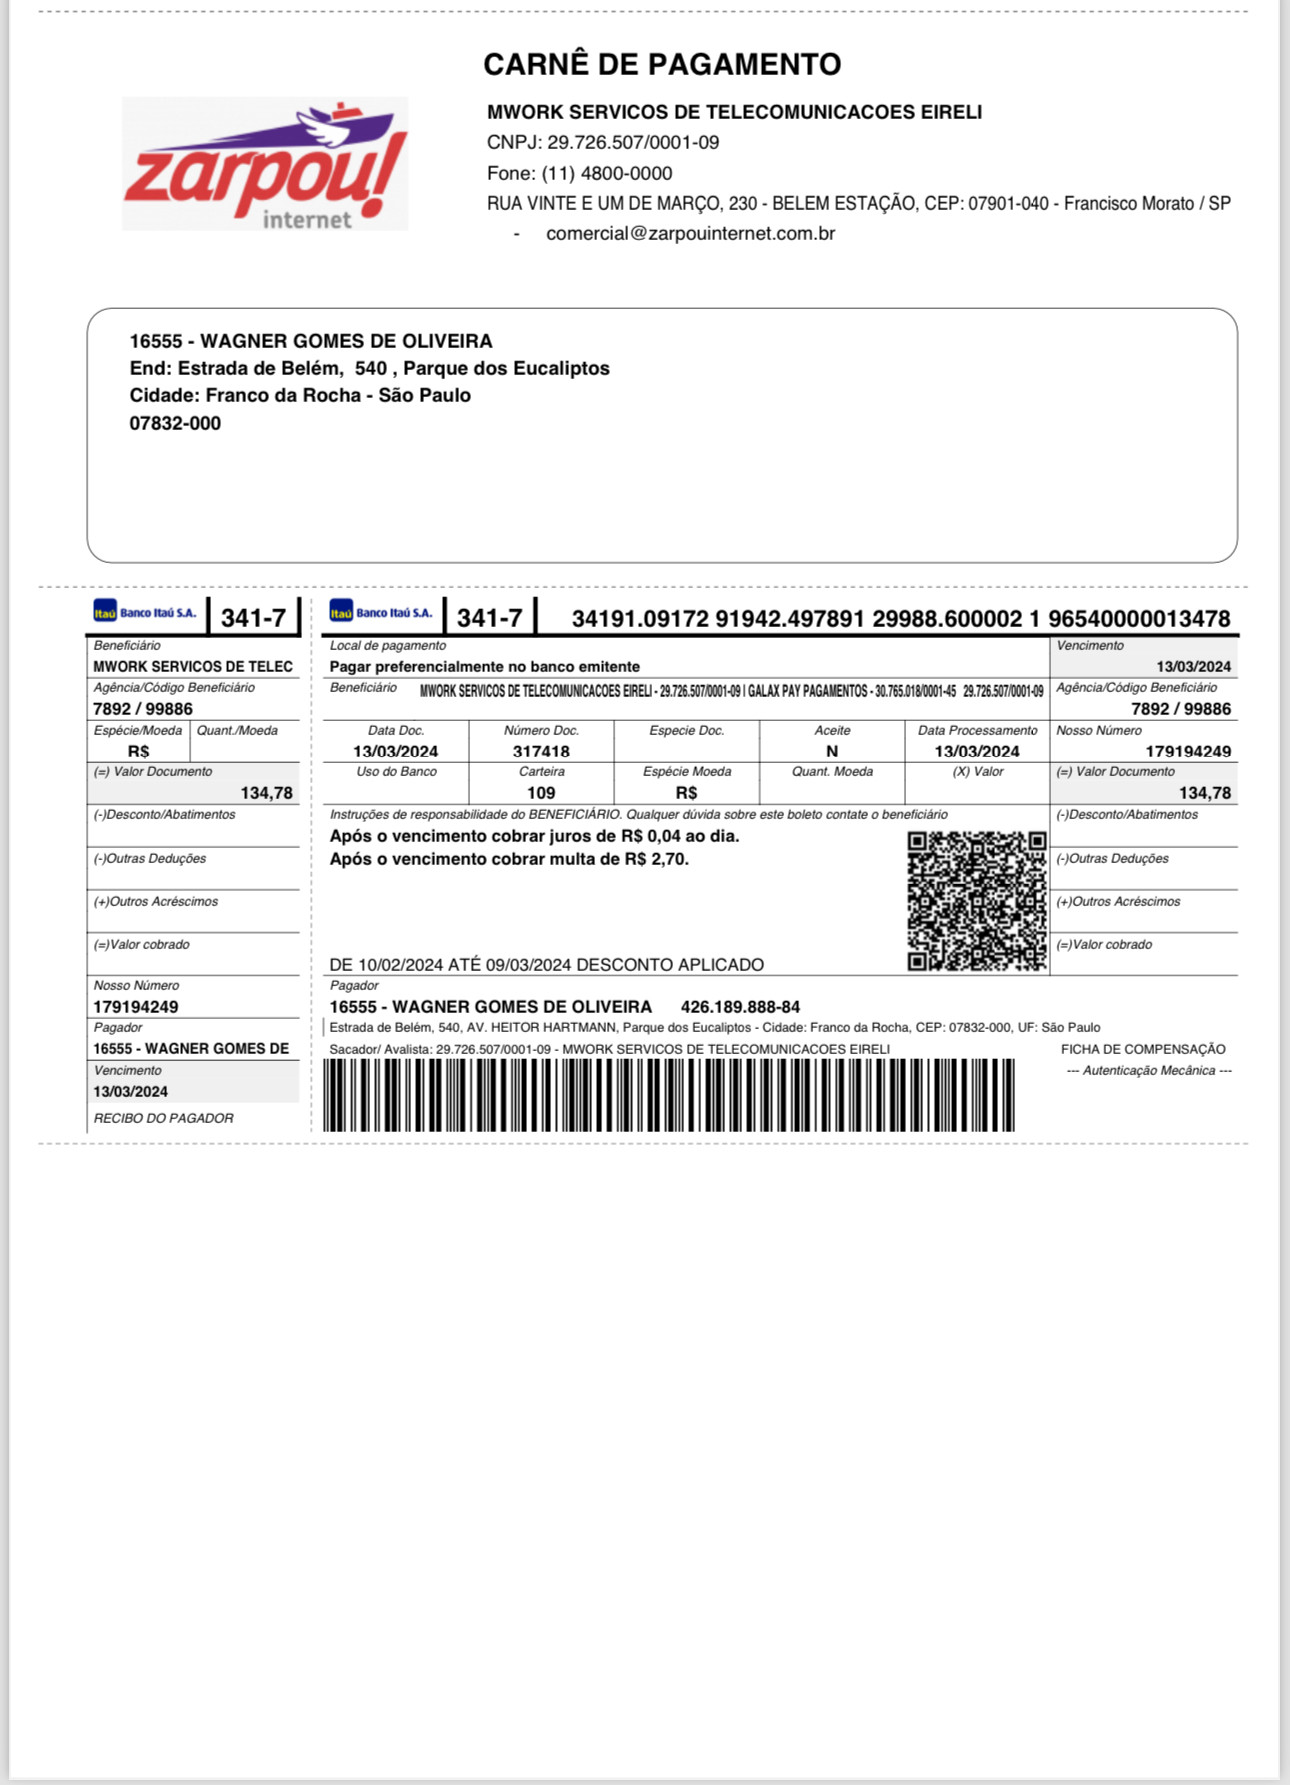 CARNÊ DE PAGAMENTO
zarpou!
internet
MWORK SERVICOS DE TELECOMUNICACOES EIRELI
CNPJ: 29.726.507/0001-09
Fone: (11) 4800-0000
RUA VINTE E UM DE MARÇO, 230 - BELEM ESTAÇÃO, CEP: 07901-040 - Francisco Morato / SP
- comercial@zarpouinternet.com.br
16555 - WAGNER GOMES DE OLIVEIRA
End: Estrada de Belém, 540 , Parque dos Eucaliptos
Cidade: Franco da Rocha - São Paulo
07832-000
Itaú Banco Itaú S.A. 341-7
Beneficiário
MWORK SERVICOS DE TELEC
Agência/Código Beneficiário
7892 / 99886
Espécie/Moeda Quant./Moeda
R$
(=) Valor Documento
134,78
(-)Desconto/Abatimentos
(-)Outras Deduções
(+)Outros Acréscimos
(=)Valor cobrado
Nosso Número
179194249
Pagador
16555 - WAGNER GOMES DE
Vencimento
13/03/2024
RECIBO DO PAGADOR
Itaú Banco Itaú S.A. 341-7 34191.09172 91942.497891 29988.600002 1 96540000013478
Local de pagamento Vencimento
Pagar preferencialmente no banco emitente 13/03/2024
Beneficiário MWORK SERVICOS DE TELECOMUNICACOES EIRELI - 29.726.507/0001-09 | GALAX PAY PAGAMENTOS - 30.765.018/0001-45 29.726.507/0001-09 Agência/Código Beneficiário
7892 / 99886
Data Doc. Número Doc. Especie Doc. Aceite Data Processamento Nosso Número
13/03/2024 317418 N 13/03/2024 179194249
Uso do Banco Carteira Espécie Moeda Quant. Moeda (X) Valor (=) Valor Documento
109 R$ 134,78
Instruções de responsabilidade do BENEFICIÁRIO. Qualquer dúvida sobre este boleto contate o beneficiário (-)Desconto/Abatimentos
Após o vencimento cobrar juros de R$ 0,04 ao dia.
Após o vencimento cobrar multa de R$ 2,70. (-)Outras Deduções
(+)Outros Acréscimos
(=)Valor cobrado
DE 10/02/2024 ATÉ 09/03/2024 DESCONTO APLICADO
Pagador
16555 - WAGNER GOMES DE OLIVEIRA 426.189.888-84
Estrada de Belém, 540, AV. HEITOR HARTMANN, Parque dos Eucaliptos - Cidade: Franco da Rocha, CEP: 07832-000, UF: São Paulo
Sacador/ Avalista: 29.726.507/0001-09 - MWORK SERVICOS DE TELECOMUNICACOES EIRELI FICHA DE COMPENSAÇÃO
--- Autenticação Mecânica ---